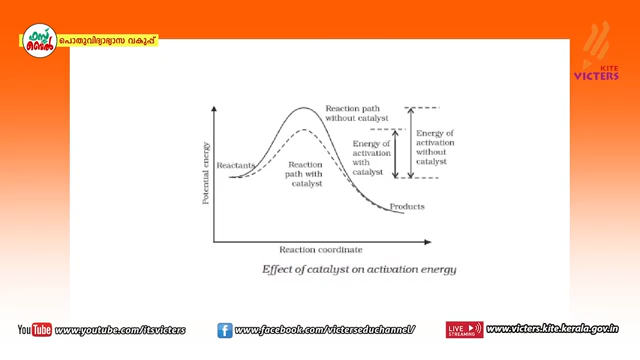 ഫസ്റ്റ്
ബെൽ
പൊതുവിദ്യാഭ്യാസ വകുപ്പ്
KITE
VICTERS
Reaction path
without catalyst
Energy of
activation
without
catalyst
Energy of
activation
with
catalyst
Reactants
Reaction
path with
catalyst
Potential energy
Products
Reaction coordinate
Effect of catalyst on activation energy
YouTube www.youtube.com/itsvicters
f www.facebook.com/victerseduchannel/
LIVE STREAMING www.victers.kite.kerala.gov.in